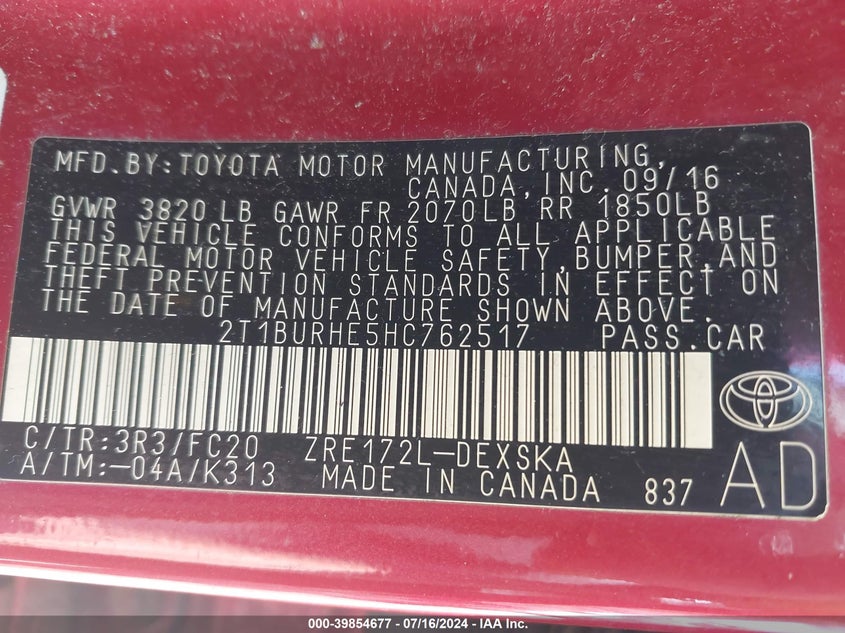 MFD.BY:TOYOTA MOTOR MANUFACTURING,
CANADA,INC. 09/16
GVWR 3820 LB GAWR FR 2070LB RR 1850LB
THIS VEHICLE CONFORMS TO ALL APPLICABLE
FEDERAL MOTOR VEHICLE SAFETY,BUMPER,AND
THEFT PREVENTION STANDARDS IN EFFECT ON
THE DATE OF MANUFACTURE SHOWN ABOVE.
2T1BURHE5HC762517 PASS.CAR
C/TR:3R3/FC20 ZRE172L-DEXSKA
A/TM:-04A/K313 MADE IN CANADA 837 AD
000-39854677 - 07/16/2024 - IAA Inc.